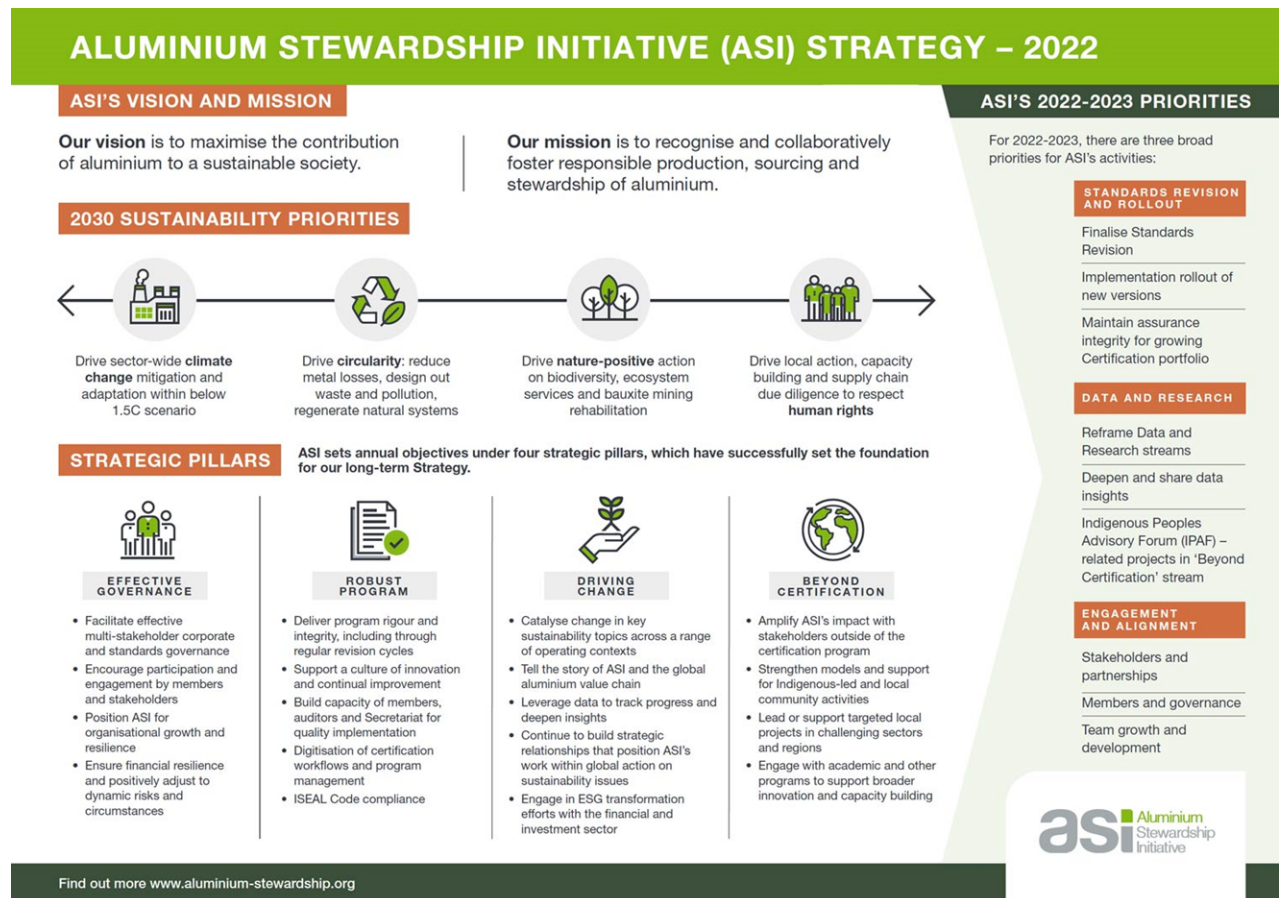 ALUMINIUM STEWARDSHIP INITIATIVE (ASI) STRATEGY – 2022
ASI'S VISION AND MISSION
Our vision is to maximise the contribution
of aluminium to a sustainable society.
Our mission is to recognise and collaboratively
foster responsible production, sourcing and
stewardship of aluminium.
2030 SUSTAINABILITY PRIORITIES
Drive sector-wide climate
change mitigation and
adaptation within below
1.5C scenario
Drive circularity: reduce
metal losses, design out
waste and pollution,
regenerate natural systems
Drive nature-positive action
on biodiversity, ecosystem
services and bauxite mining
rehabilitation
Drive local action, capacity
building and supply chain
due diligence to respect
human rights
STRATEGIC PILLARS
ASI sets annual objectives under four strategic pillars, which have successfully set the foundation
for our long-term Strategy.
EFFECTIVE
GOVERNANCE
• Facilitate effective
multi-stakeholder corporate
and standards governance
• Encourage participation and
engagement by members
and stakeholders
• Position ASI for
organisational growth and
resilience
• Ensure financial resilience
and positively adjust to
dynamic risks and
circumstances
ROBUST
PROGRAM
• Deliver program rigour and
integrity, including through
regular revision cycles
• Support a culture of innovation
and continual improvement
• Build capacity of members,
auditors and Secretariat for
quality implementation
• Digitisation of certification
workflows and program
management
• ISEAL Code compliance
DRIVING
CHANGE
• Catalyse change in key
sustainability topics across a range
of operating contexts
• Tell the story of ASI and the global
aluminium value chain
• Leverage data to track progress and
deepen insights
• Continue to build strategic
relationships that position ASI's
work within global action on
sustainability issues
• Engage in ESG transformation
efforts with the financial and
investment sector
BEYOND
CERTIFICATION
• Amplify ASI's impact with
stakeholders outside of the
certification program
• Strengthen models and support
for Indigenous-led and local
community activities
• Lead or support targeted local
projects in challenging sectors
and regions
• Engage with academic and other
programs to support broader
innovation and capacity building
ASI'S 2022-2023 PRIORITIES
For 2022-2023, there are three broad
priorities for ASI's activities:
STANDARDS REVISION
AND ROLLOUT
Finalise Standards
Revision
Implementation rollout of
new versions
Maintain assurance
integrity for growing
Certification portfolio
DATA AND RESEARCH
Reframe Data and
Research streams
Deepen and share data
insights
Indigenous Peoples
Advisory Forum (IPAF) –
related projects in 'Beyond
Certification' stream
ENGAGEMENT
AND ALIGNMENT
Stakeholders and
partnerships
Members and governance
Team growth and
development
asi
Aluminium
Stewardship
Initiative
Find out more www.aluminium-stewardship.org